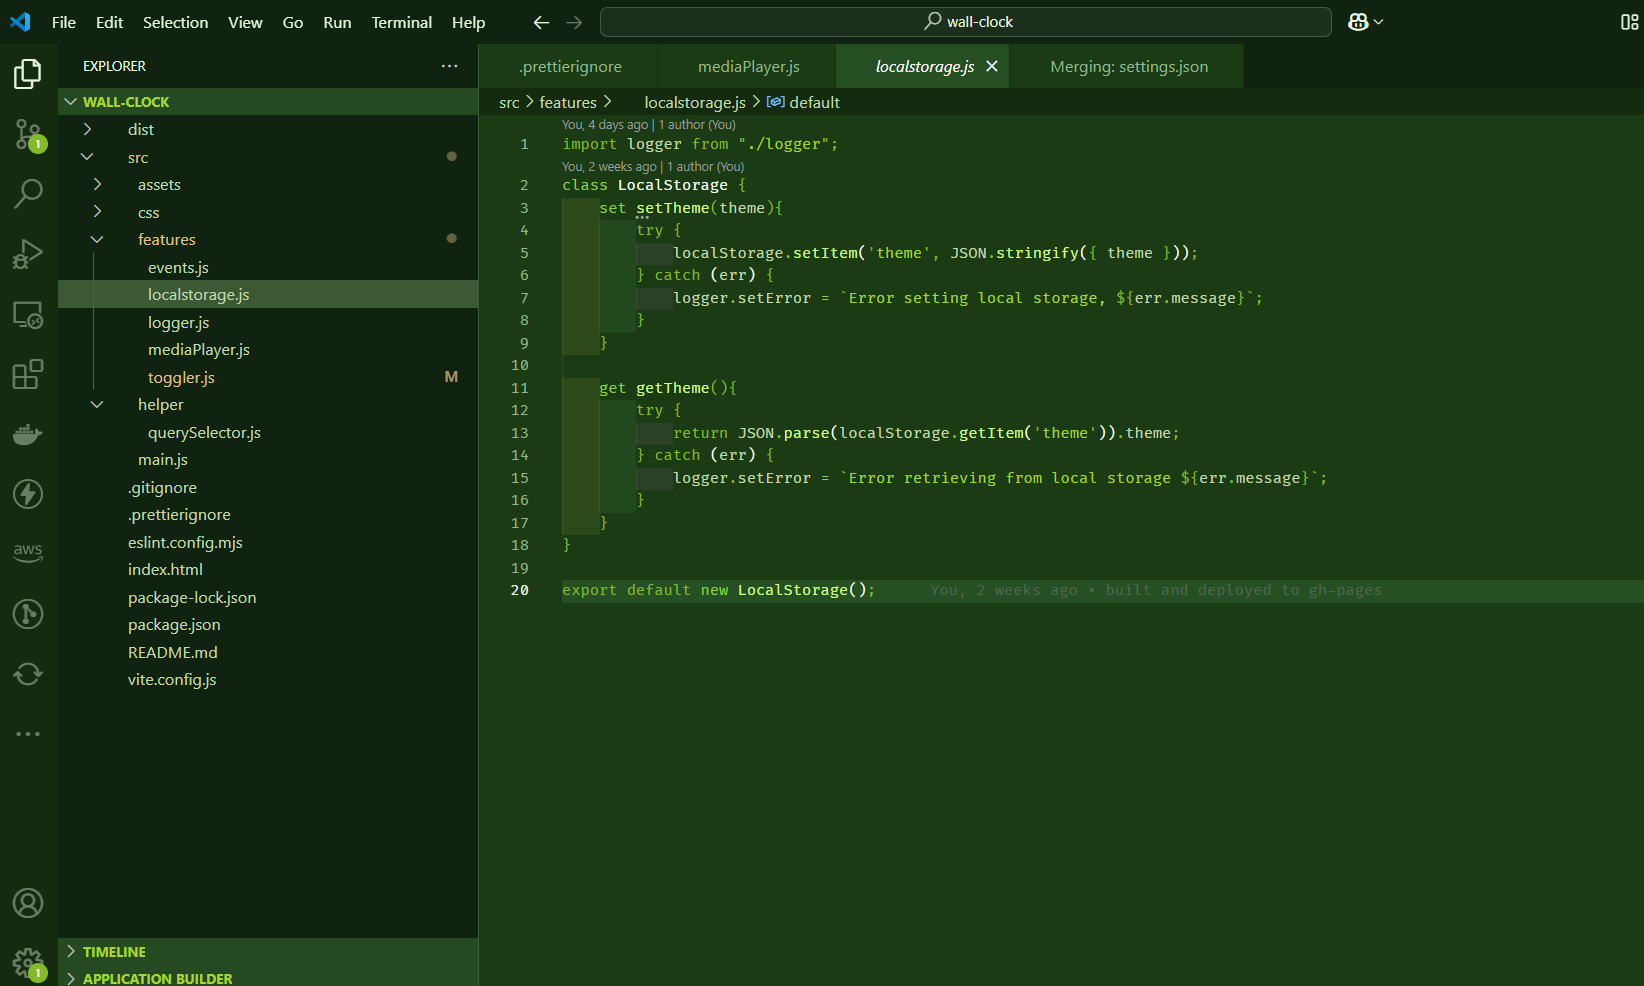 File Edit Selection View Go Run Terminal Help
wall-clock
EXPLORER
WALL-CLOCK
dist
src
assets
css
features
events.js
localstorage.js
logger.js
mediaPlayer.js
toggler.js M
helper
querySelector.js
main.js
.gitignore
.prettierignore
eslint.config.mjs
index.html
package-lock.json
package.json
README.md
vite.config.js
TIMELINE
APPLICATION BUILDER
1
aws
1
.prettierignore mediaPlayer.js localstorage.js Merging: settings.json
src > features > localstorage.js > default
You, 4 days ago | 1 author (You)
1 import logger from "./logger";
You, 2 weeks ago | 1 author (You)
2 class LocalStorage {
3 set setTheme(theme){
4 try {
5 localStorage.setItem('theme', JSON.stringify({ theme }));
6 } catch (err) {
7 logger.setError = `Error setting local storage, ${err.message}`;
8 }
9 }
10
11 get getTheme(){
12 try {
13 return JSON.parse(localStorage.getItem('theme')).theme;
14 } catch (err) {
15 logger.setError = `Error retrieving from local storage ${err.message}`;
16 }
17 }
18 }
19
20 export default new LocalStorage(); You, 2 weeks ago • built and deployed to gh-pages